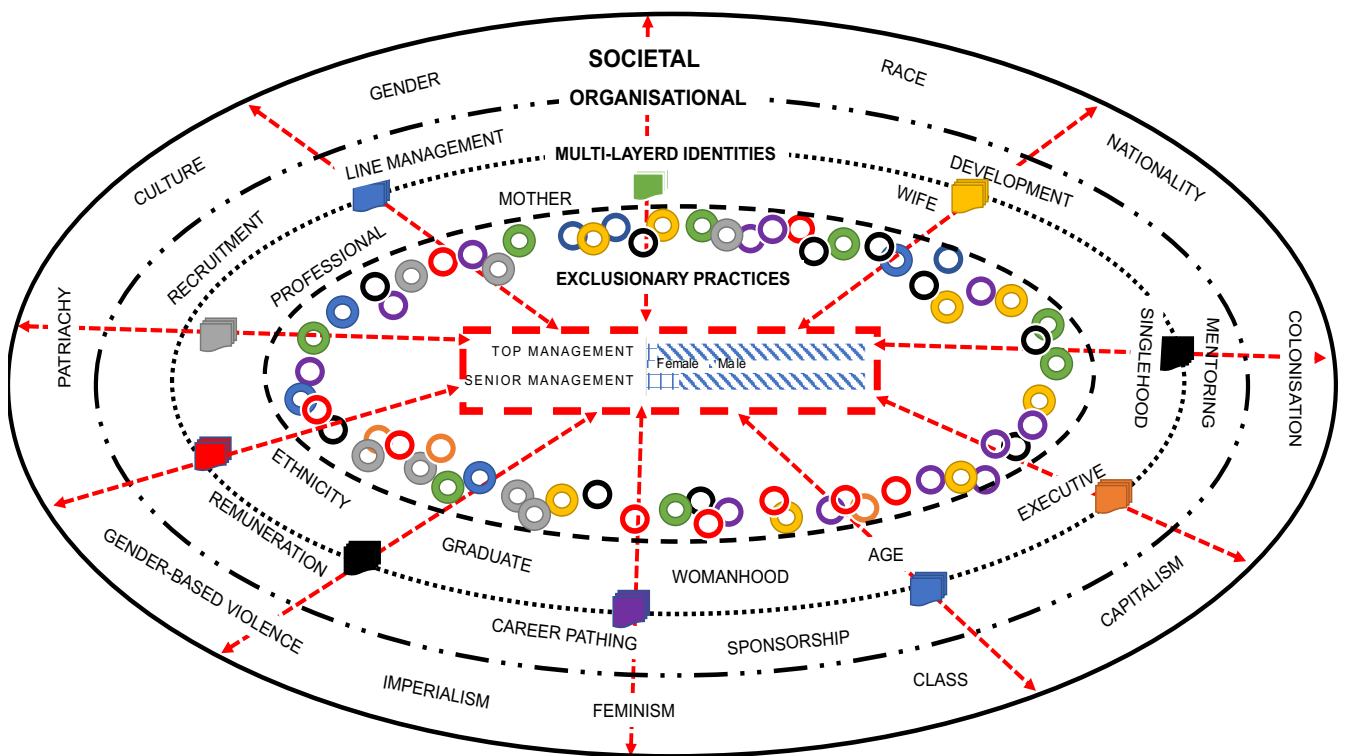 SOCIETAL
GENDER
RACE
ORGANISATIONAL
CULTURE
LINE MANAGEMENT
MULTI-LAYERD IDENTITIES
DEVELOPMENT
NATIONALITY
MOTHER
WIFE
RECRUITMENT
PROFESSIONAL
EXCLUSIONARY PRACTICES
PATRIACHY
TOP MANAGEMENT
Female
Male
SENIOR MANAGEMENT
SINGLEHOOD
MENTORING
COLONISATION
ETHNICITY
EXECUTIVE
REMUNERATION
GRADUATE
WOMANHOOD
AGE
GENDER-BASED VIOLENCE
CAREER PATHING
SPONSORSHIP
CAPITALISM
IMPERIALISM
FEMINISM
CLASS